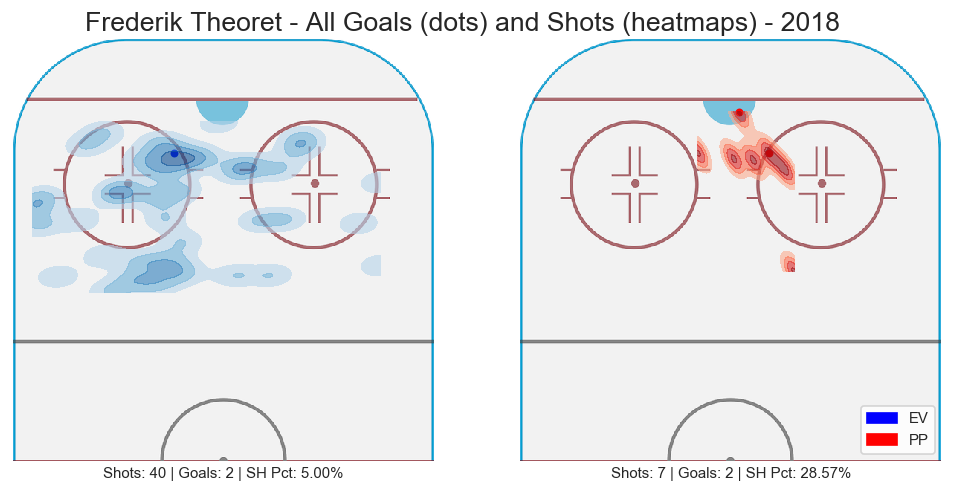 Frederik Theoret - All Goals (dots) and Shots (heatmaps) - 2018
EV
PP
Shots: 40 | Goals: 2 | SH Pct: 5.00%
Shots: 7 | Goals: 2 | SH Pct: 28.57%